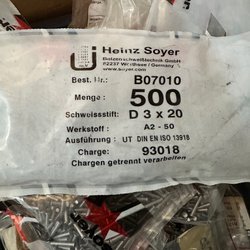 Heinz Soyer
Bolzenschweißtechnik GmbH
82237 Wörthsee / Germany
www.soyer.com
Best. Nr.: B07010
Menge : 500
Schweissstift: D 3 x 20
Werkstoff : A2 - 50
Ausführung : UT DIN EN ISO 13918
Charge: 93018
Chargen getrennt verarbeiten